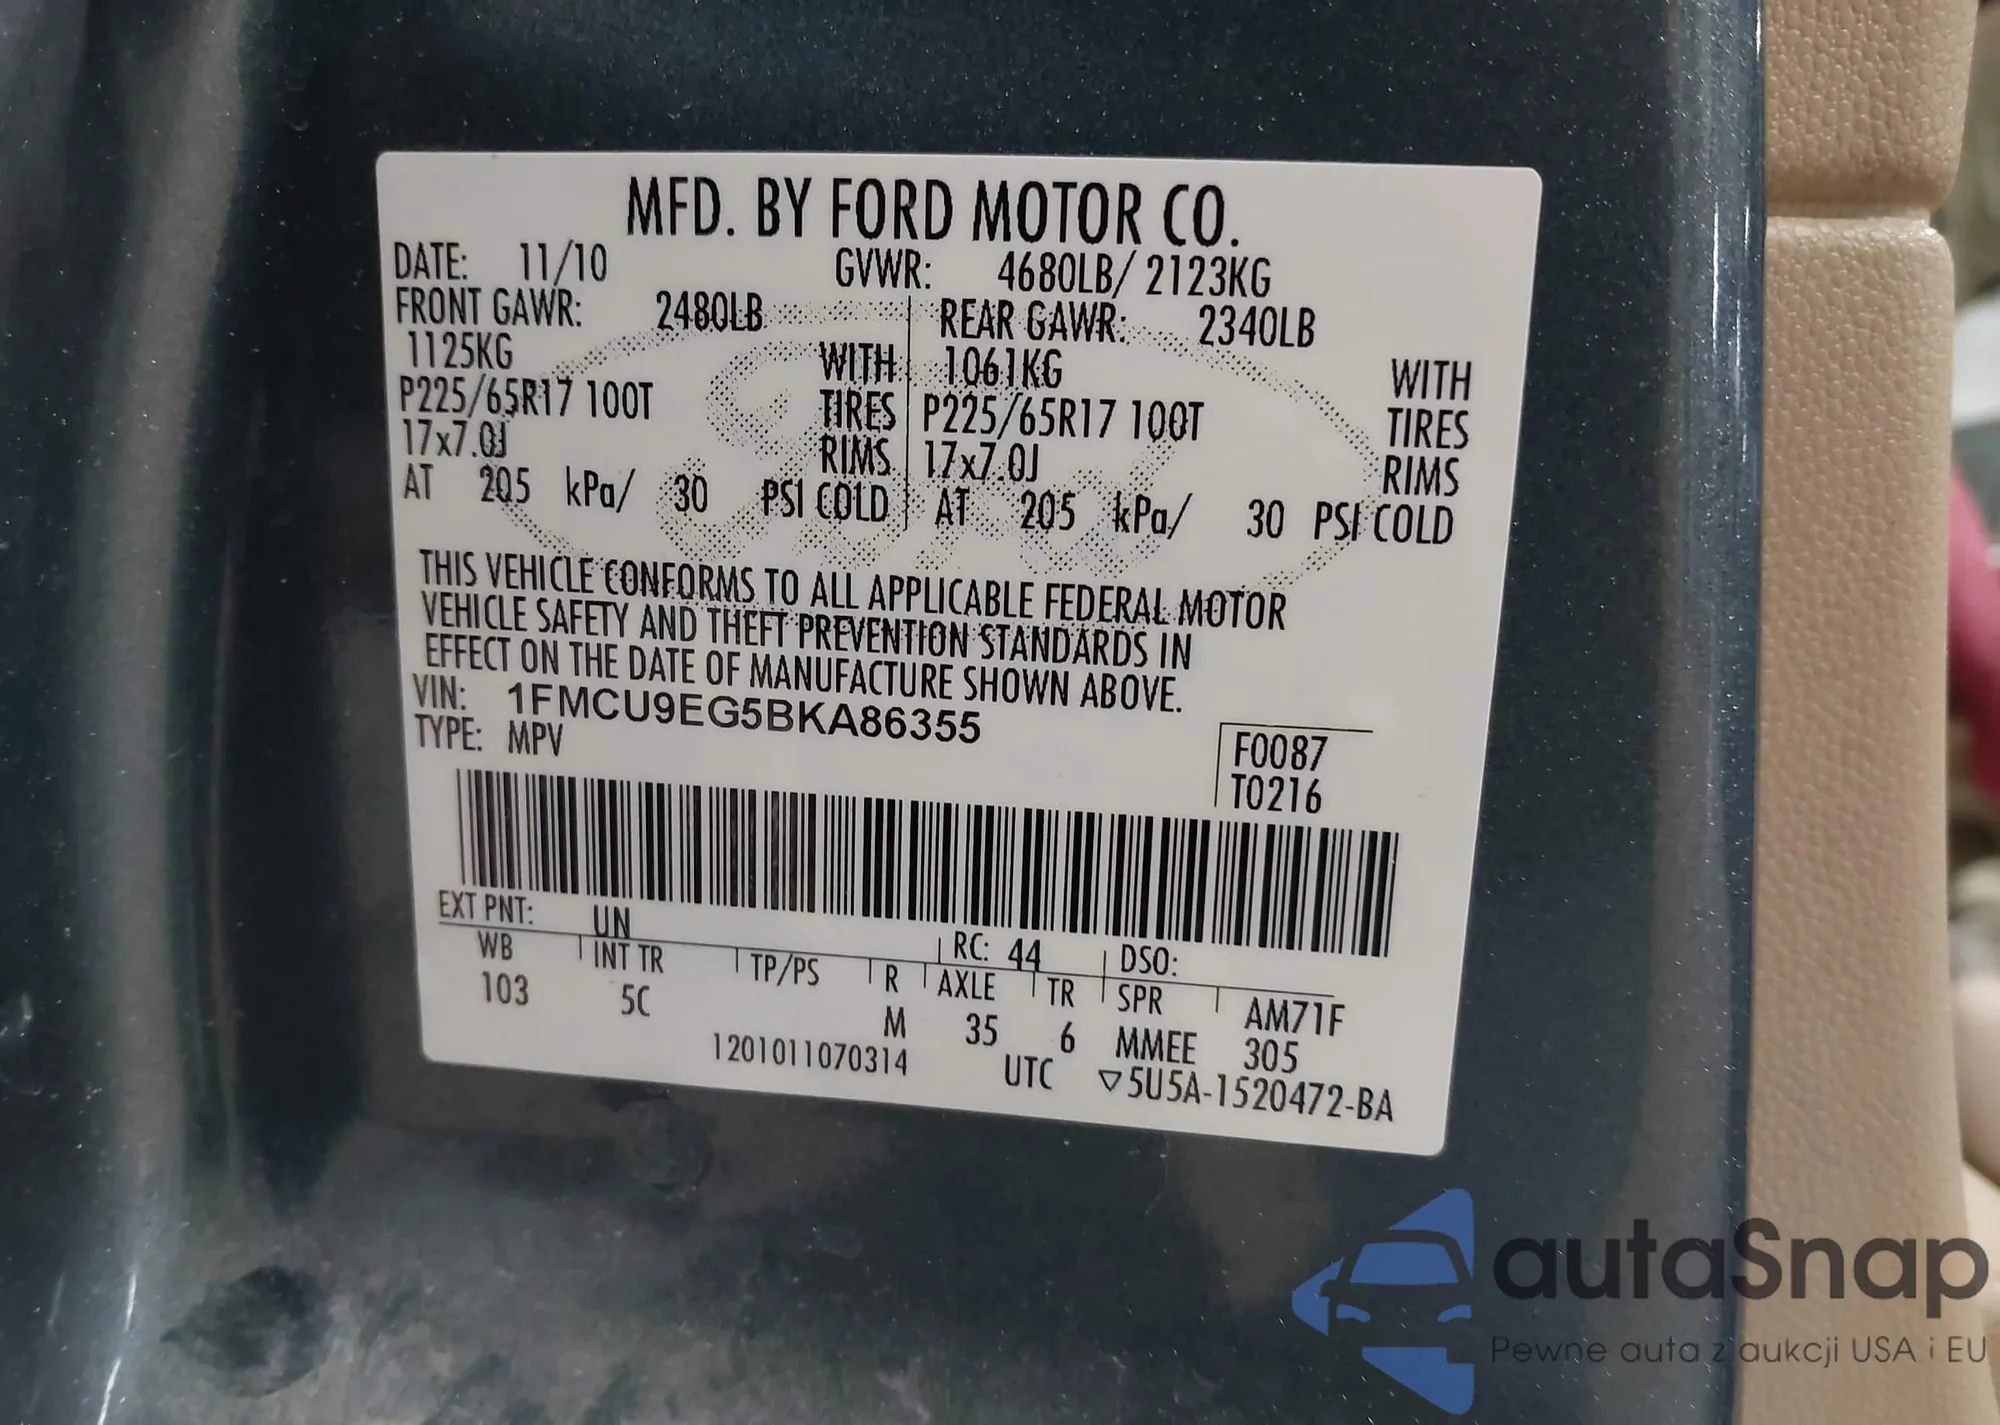 MFD. BY FORD MOTOR CO.
DATE: 11/10 GVWR: 4680LB/ 2123KG
FRONT GAWR: 2480LB REAR GAWR: 2340LB
1125KG WITH 1061KG WITH
P225/65R17 100T TIRES P225/65R17 100T TIRES
17x7.0J RIMS 17x7.0J RIMS
AT 205 kPa/ 30 PSI COLD AT 205 kPa/ 30 PSI COLD
THIS VEHICLE CONFORMS TO ALL APPLICABLE FEDERAL MOTOR
VEHICLE SAFETY AND THEFT PREVENTION STANDARDS IN
EFFECT ON THE DATE OF MANUFACTURE SHOWN ABOVE.
VIN: 1FMCU9EG5BKA86355
TYPE: MPV
F0087
T0216
EXT PNT: UN RC: 44 DSO:
WB INT TR TP/PS R AXLE TR SPR AM71F
103 5C M 35 6 MMEE 305
1201011070314 UTC ▽5U5A-1520472-BA
autaSnap
Pewne auta z aukcji USA i EU